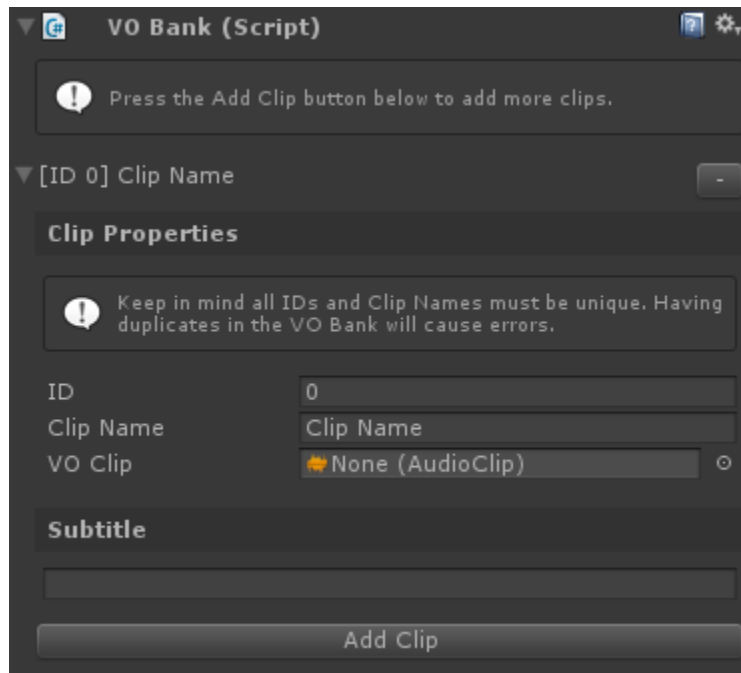 VO Bank (Script)
Press the Add Clip button below to add more clips.
[ID 0] Clip Name
-
Clip Properties
Keep in mind all IDs and Clip Names must be unique. Having
duplicates in the VO Bank will cause errors.
ID 0
Clip Name Clip Name
VO Clip None (AudioClip)
Subtitle
Add Clip